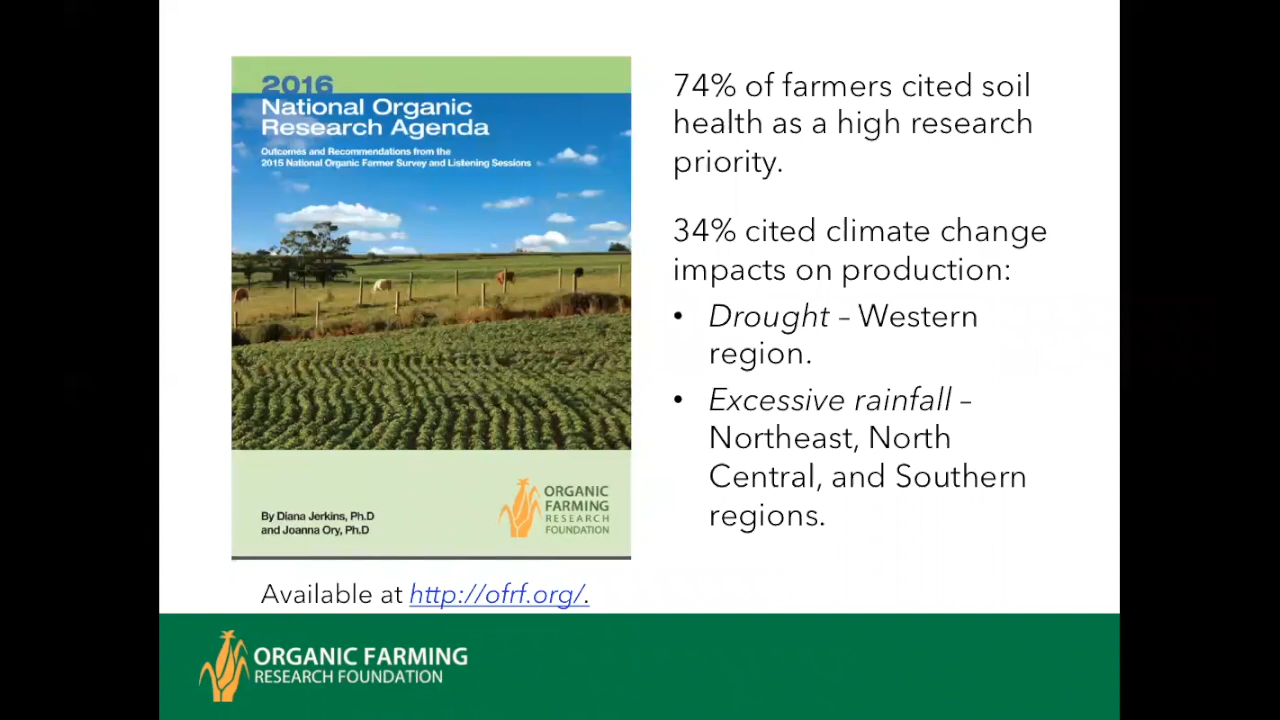 2016
National Organic
Research Agenda
Outcomes and Recommendations from the
2015 National Organic Farmer Survey and Listening Sessions
By Diana Jerkins, Ph.D
and Joanna Ory, Ph.D
ORGANIC
FARMING
RESEARCH
FOUNDATION
Available at http://ofrf.org/.
74% of farmers cited soil
health as a high research
priority.
34% cited climate change
impacts on production:
• Drought – Western
region.
• Excessive rainfall –
Northeast, North
Central, and Southern
regions.
ORGANIC FARMING
RESEARCH FOUNDATION